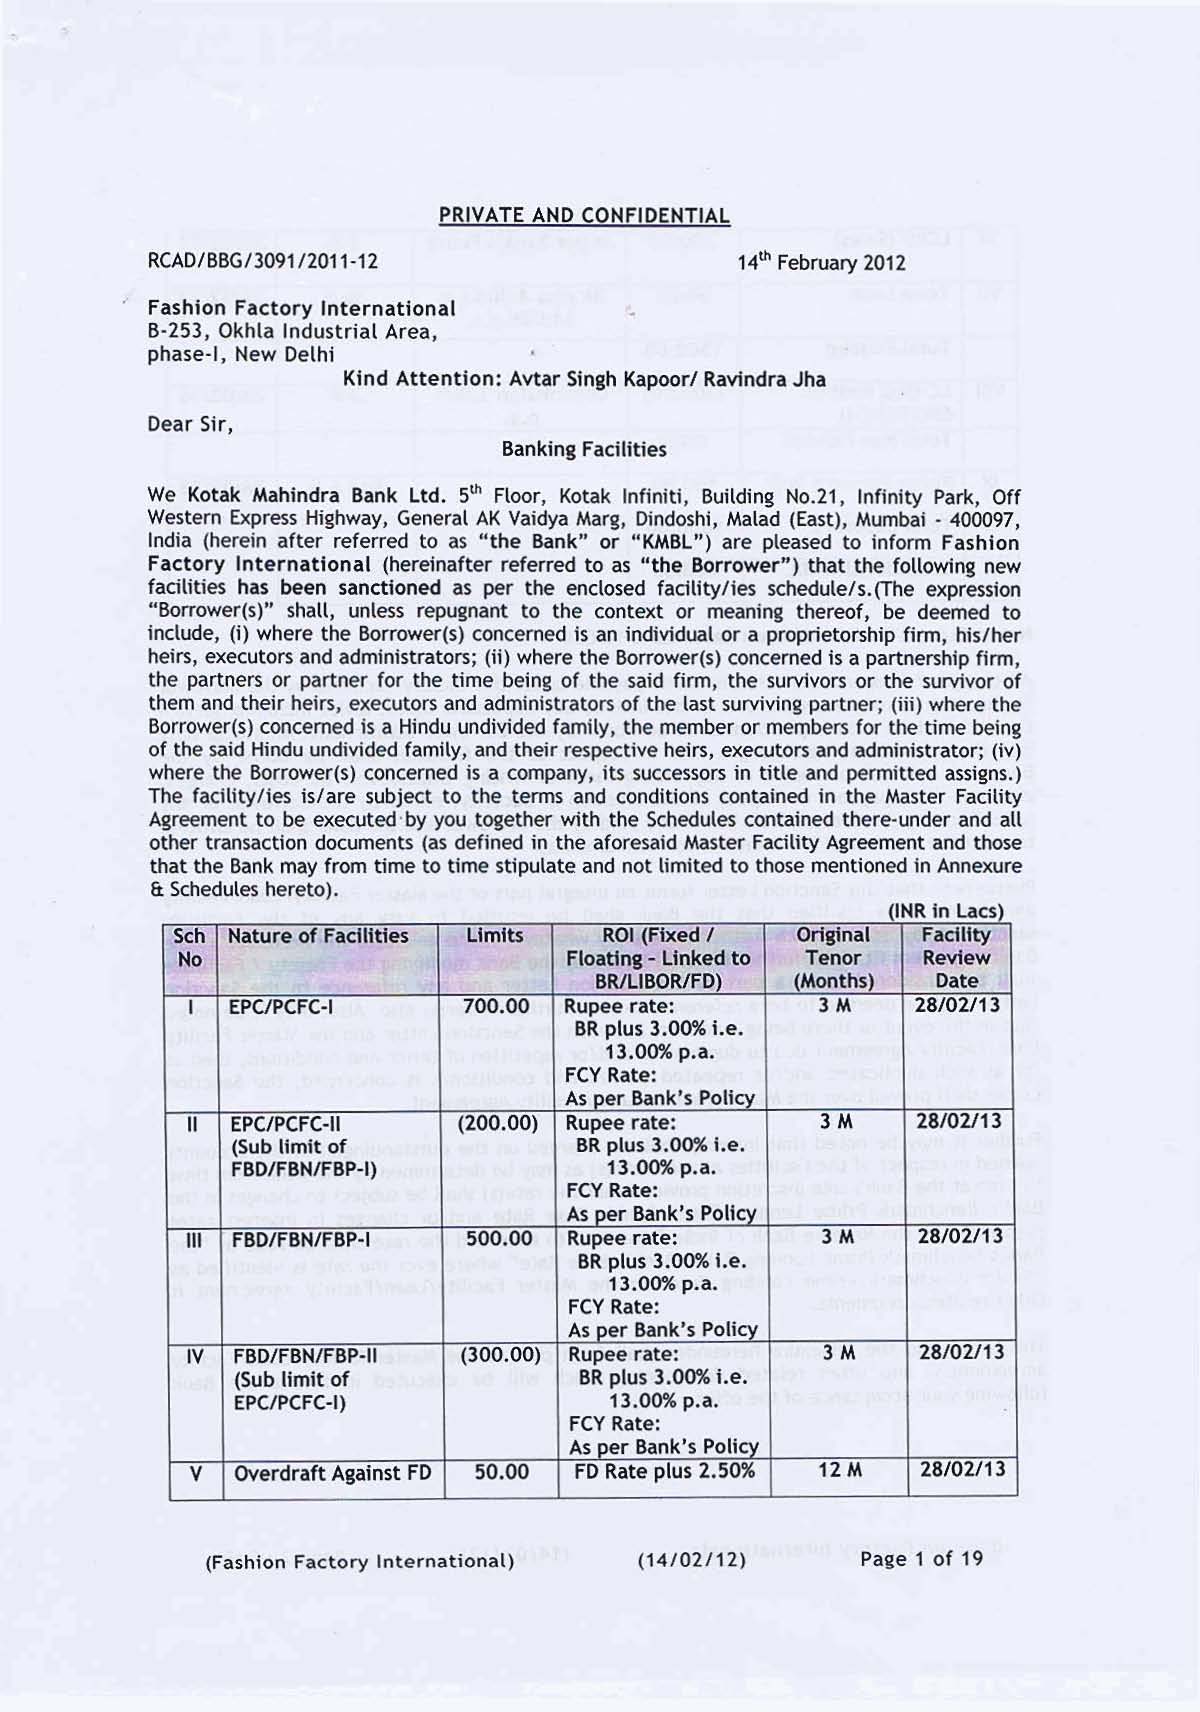 PRIVATE AND CONFIDENTIAL
RCAD/BBG/3091/2011-12 14th February 2012
Fashion Factory International
B-253, Okhla Industrial Area,
phase-I, New Delhi
Kind Attention: Avtar Singh Kapoor/ Ravindra Jha
Dear Sir,
Banking Facilities
We Kotak Mahindra Bank Ltd. 5th Floor, Kotak Infiniti, Building No.21, Infinity Park, Off
Western Express Highway, General AK Vaidya Marg, Dindoshi, Malad (East), Mumbai - 400097,
India (herein after referred to as “the Bank” or “KMBL”) are pleased to inform Fashion
Factory International (hereinafter referred to as “the Borrower”) that the following new
facilities has been sanctioned as per the enclosed facility/ies schedule/s.(The expression
“Borrower(s)” shall, unless repugnant to the context or meaning thereof, be deemed to
include, (i) where the Borrower(s) concerned is an individual or a proprietorship firm, his/her
heirs, executors and administrators; (ii) where the Borrower(s) concerned is a partnership firm,
the partners or partner for the time being of the said firm, the survivors or the survivor of
them and their heirs, executors and administrators of the last surviving partner; (iii) where the
Borrower(s) concerned is a Hindu undivided family, the member or members for the time being
of the said Hindu undivided family, and their respective heirs, executors and administrator; (iv)
where the Borrower(s) concerned is a company, its successors in title and permitted assigns.)
The facility/ies is/are subject to the terms and conditions contained in the Master Facility
Agreement to be executed by you together with the Schedules contained there-under and all
other transaction documents (as defined in the aforesaid Master Facility Agreement and those
that the Bank may from time to time stipulate and not limited to those mentioned in Annexure
& Schedules hereto).
(INR in Lacs)
Sch Nature of Facilities Limits ROI (Fixed / Original Facility
No Floating - Linked to Tenor Review
BR/LIBOR/FD) (Months) Date
I EPC/PCFC-I 700.00 Rupee rate: 3 M 28/02/13
BR plus 3.00% i.e.
13.00% p.a.
FCY Rate:
As per Bank's Policy
II EPC/PCFC-II (200.00) Rupee rate: 3 M 28/02/13
(Sub limit of BR plus 3.00% i.e.
FBD/FBN/FBP-I) 13.00% p.a.
FCY Rate:
As per Bank's Policy
III FBD/FBN/FBP-I 500.00 Rupee rate: 3 M 28/02/13
BR plus 3.00% i.e.
13.00% p.a.
FCY Rate:
As per Bank's Policy
IV FBD/FBN/FBP-II (300.00) Rupee rate: 3 M 28/02/13
(Sub limit of BR plus 3.00% i.e.
EPC/PCFC-I) 13.00% p.a.
FCY Rate:
As per Bank's Policy
V Overdraft Against FD 50.00 FD Rate plus 2.50% 12 M 28/02/13
(Fashion Factory International) (14/02/12) Page 1 of 19